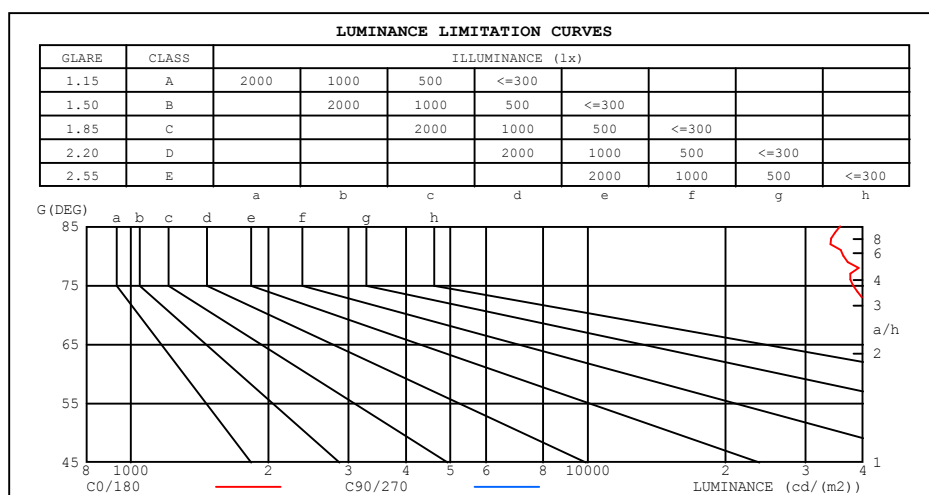 LUMINANCE LIMITATION CURVES
GLARE CLASS ILLUMINANCE (lx)
1.15 A 2000 1000 500 <=300
1.50 B 2000 1000 500 <=300
1.85 C 2000 1000 500 <=300
2.20 D 2000 1000 500 <=300
2.55 E 2000 1000 500 <=300
a b c d e f g h
G(DEG)
a b c d e f g h
85
8
6
75
4
3
a/h
65
2
55
45 1
8 1000 2 3 4 5 6 8 10000 2 3 4
C0/180 C90/270 LUMINANCE (cd/(m2))